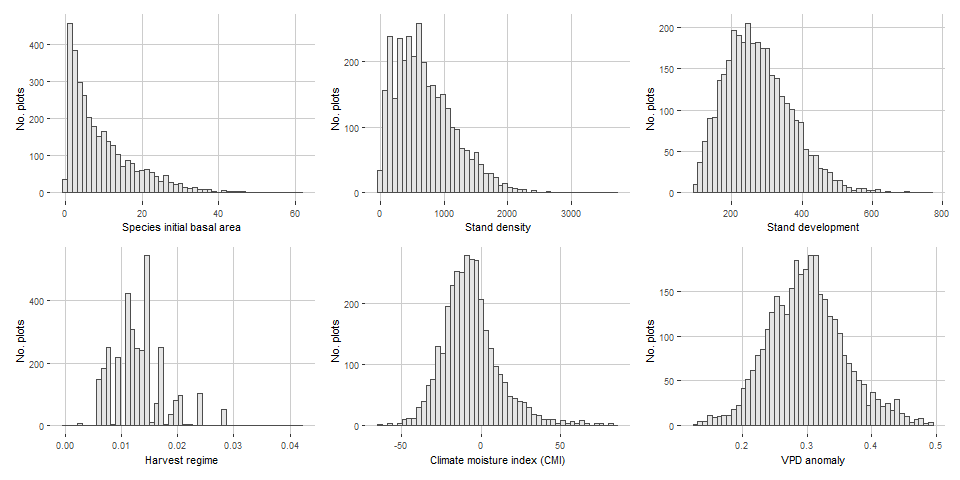 No. plots
400
300
200
100
0
0 20 40 60
Species initial basal area
No. plots
200
100
0
0 1000 2000 3000
Stand density
No. plots
200
150
100
50
0
200 400 600 800
Stand development
No. plots
400
200
0
0.00 0.01 0.02 0.03 0.04
Harvest regime
No. plots
200
100
0
-50 0 50
Climate moisture index (CMI)
No. plots
150
100
50
0
0.2 0.3 0.4 0.5
VPD anomaly